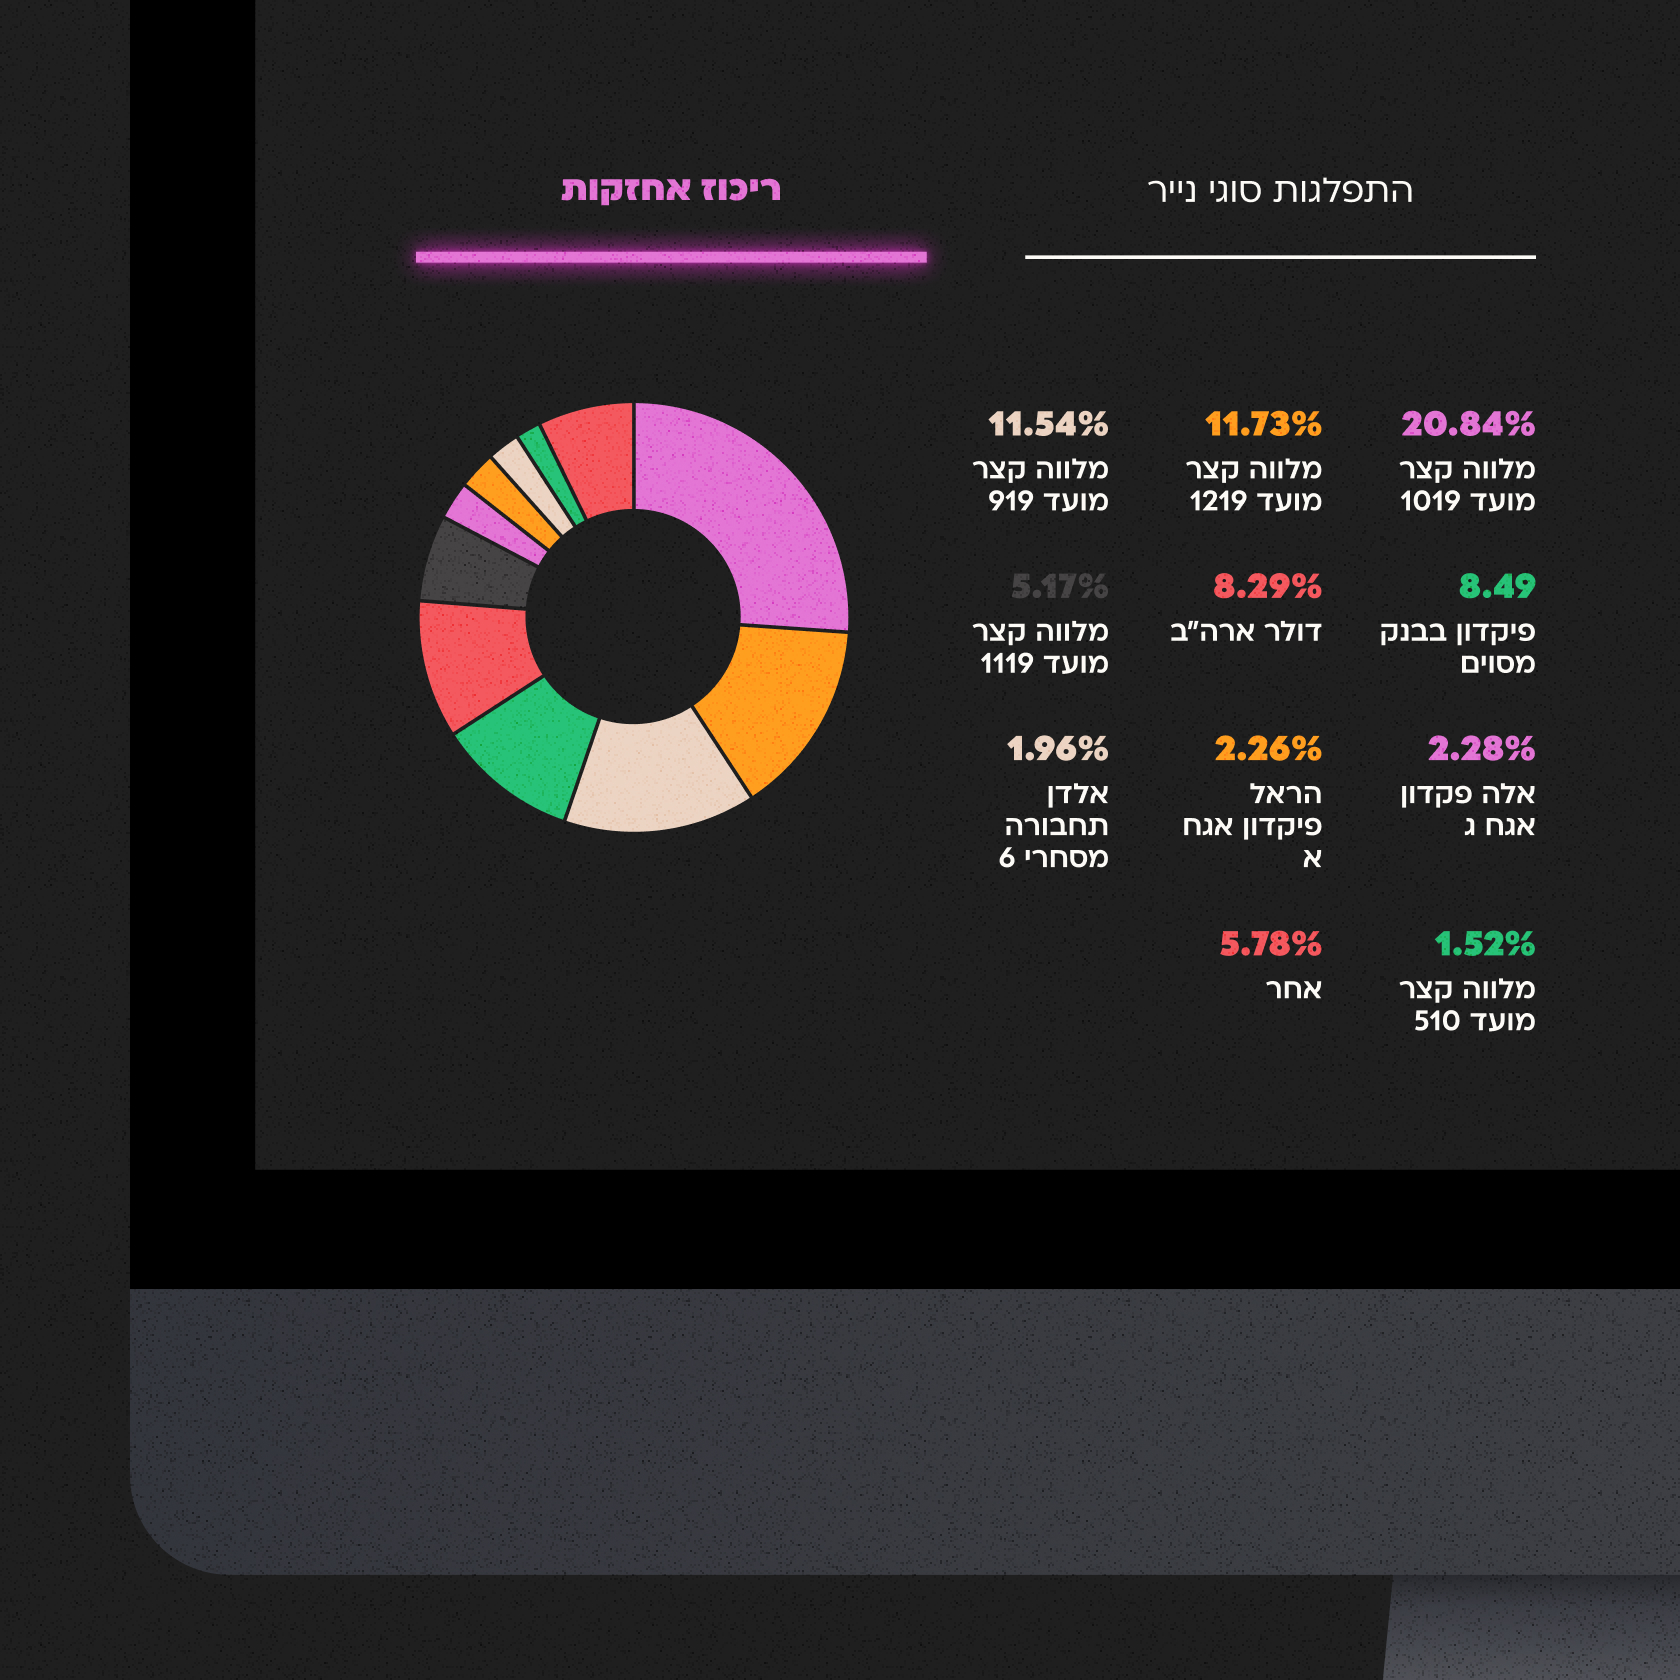 התפלגות סוגי נייר
ריכוז אחזקות
20.84%
מלווה קצר
מועד 1019
11.73%
מלווה קצר
מועד 1219
11.54%
מלווה קצר
מועד 919
8.49
פיקדון בבנק
מסוים
8.29%
דולר ארה"ב
5.17%
מלווה קצר
מועד 1119
2.28%
אלה פקדון
אגח ג
2.26%
הראל
פיקדון אגח
א
1.96%
אלדן
תחבורה
מסחרי 6
1.52%
מלווה קצר
מועד 510
5.78%
אחר